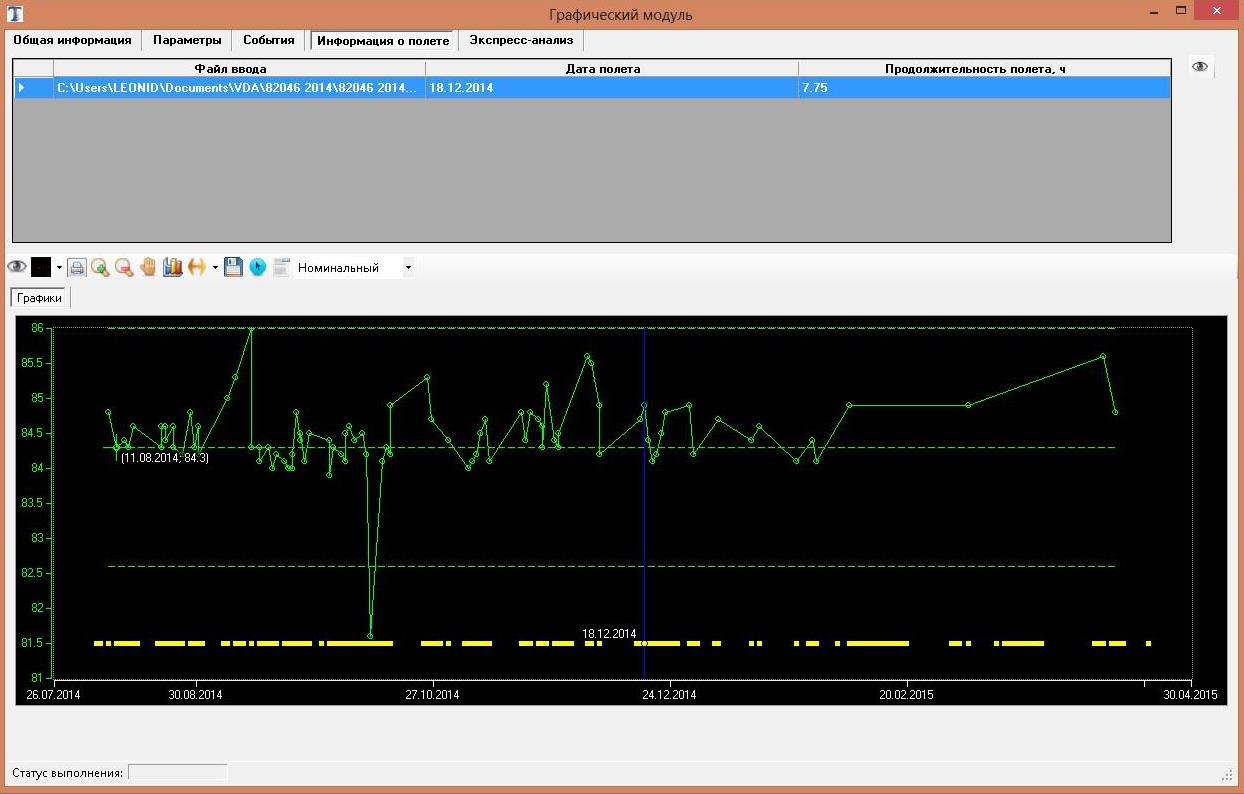 Графический модуль
Общая информация Параметры События Информация о полете Экспресс-анализ
Файл ввода Дата полета Продолжительность полета, ч
C:\Users\LEONID\Documents\VDA\82046 2014\82046 2014... 18.12.2014 7.75
Номинальный
Графики
86
85.5
85
84.5
(11.08.2014; 84.3)
84
83.5
83
82.5
82
18.12.2014
81.5
81
26.07.2014 30.08.2014 27.10.2014 24.12.2014 20.02.2015 30.04.2015
Статус выполнения: